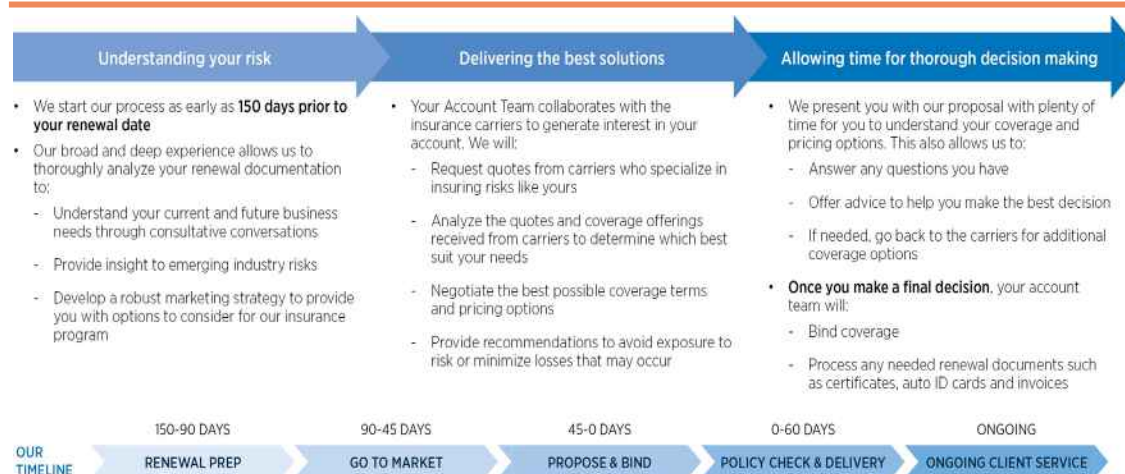 Understanding your risk
Delivering the best solutions
Allowing time for thorough decision making
• We start our process as early as 150 days prior to
your renewal date
• Our broad and deep experience allows us to
thoroughly analyze your renewal documentation
to:
- Understand your current and future business
needs through consultative conversations
- Provide insight to emerging industry risks
- Develop a robust marketing strategy to provide
you with options to consider for our insurance
program
• Your Account Team collaborates with the
insurance carriers to generate interest in your
account. We will:
- Request quotes from carriers who specialize in
insuring risks like yours
- Analyze the quotes and coverage offerings
received from carriers to determine which best
suit your needs
- Negotiate the best possible coverage terms
and pricing options
- Provide recommendations to avoid exposure to
risk or minimize losses that may occur
• We present you with our proposal with plenty of
time for you to understand your coverage and
pricing options. This also allows us to:
- Answer any questions you have
- Offer advice to help you make the best decision
- If needed, go back to the carriers for additional
coverage options
• Once you make a final decision, your account
team will:
- Bind coverage
- Process any needed renewal documents such
as certificates, auto ID cards and invoices
150-90 DAYS
90-45 DAYS
45-0 DAYS
0-60 DAYS
ONGOING
OUR
TIMELINE
RENEWAL PREP
GO TO MARKET
PROPOSE & BIND
POLICY CHECK & DELIVERY
ONGOING CLIENT SERVICE